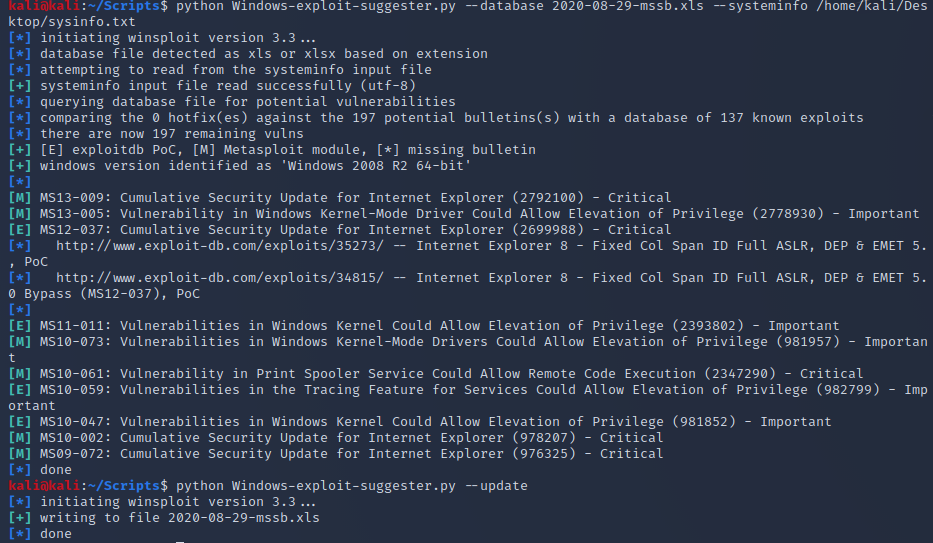 kali@kali:~/Scripts$ python Windows-exploit-suggester.py --database 2020-08-29-mssb.xls --systeminfo /home/kali/Des
ktop/sysinfo.txt
[*] initiating winsploit version 3.3...
[*] database file detected as xls or xlsx based on extension
[*] attempting to read from the systeminfo input file
[+] systeminfo input file read successfully (utf-8)
[*] querying database file for potential vulnerabilities
[*] comparing the 0 hotfix(es) against the 197 potential bulletins(s) with a database of 137 known exploits
[*] there are now 197 remaining vulns
[+] [E] exploitdb PoC, [M] Metasploit module, [*] missing bulletin
[+] windows version identified as 'Windows 2008 R2 64-bit'
[*]
[M] MS13-009: Cumulative Security Update for Internet Explorer (2792100) - Critical
[M] MS13-005: Vulnerability in Windows Kernel-Mode Driver Could Allow Elevation of Privilege (2778930) - Important
[E] MS12-037: Cumulative Security Update for Internet Explorer (2699988) - Critical
[*]   http://www.exploit-db.com/exploits/35273/ -- Internet Explorer 8 - Fixed Col Span ID Full ASLR, DEP & EMET 5.
, PoC
[*]   http://www.exploit-db.com/exploits/34815/ -- Internet Explorer 8 - Fixed Col Span ID Full ASLR, DEP & EMET 5.
0 Bypass (MS12-037), PoC
[*]
[E] MS11-011: Vulnerabilities in Windows Kernel Could Allow Elevation of Privilege (2393802) - Important
[M] MS10-073: Vulnerabilities in Windows Kernel-Mode Drivers Could Allow Elevation of Privilege (981957) - Importan
t
[M] MS10-061: Vulnerability in Print Spooler Service Could Allow Remote Code Execution (2347290) - Critical
[E] MS10-059: Vulnerabilities in the Tracing Feature for Services Could Allow Elevation of Privilege (982799) - Imp
ortant
[E] MS10-047: Vulnerabilities in Windows Kernel Could Allow Elevation of Privilege (981852) - Important
[M] MS10-002: Cumulative Security Update for Internet Explorer (978207) - Critical
[M] MS09-072: Cumulative Security Update for Internet Explorer (976325) - Critical
[*] done
kali@kali:~/Scripts$ python Windows-exploit-suggester.py --update
[*] initiating winsploit version 3.3...
[+] writing to file 2020-08-29-mssb.xls
[*] done